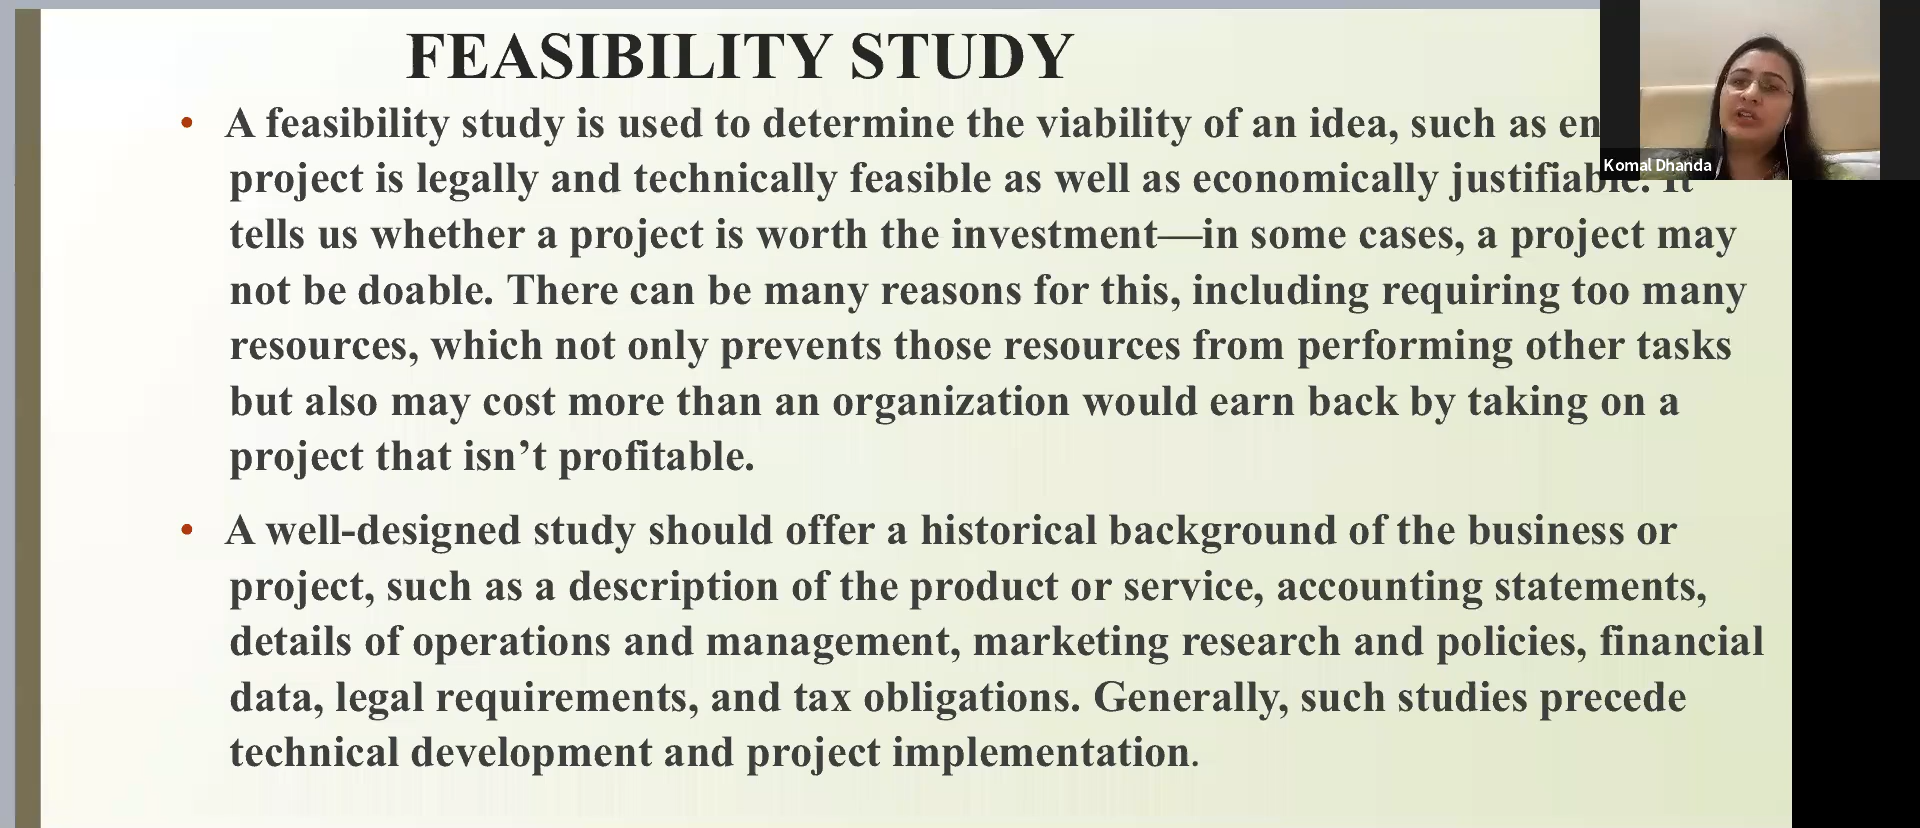 FEASIBILITY STUDY
• A feasibility study is used to determine the viability of an idea, such as en
project is legally and technically feasible as well as economically justifiable. It
tells us whether a project is worth the investment—in some cases, a project may
not be doable. There can be many reasons for this, including requiring too many
resources, which not only prevents those resources from performing other tasks
but also may cost more than an organization would earn back by taking on a
project that isn’t profitable.
• A well-designed study should offer a historical background of the business or
project, such as a description of the product or service, accounting statements,
details of operations and management, marketing research and policies, financial
data, legal requirements, and tax obligations. Generally, such studies precede
technical development and project implementation.
Komal Dhanda